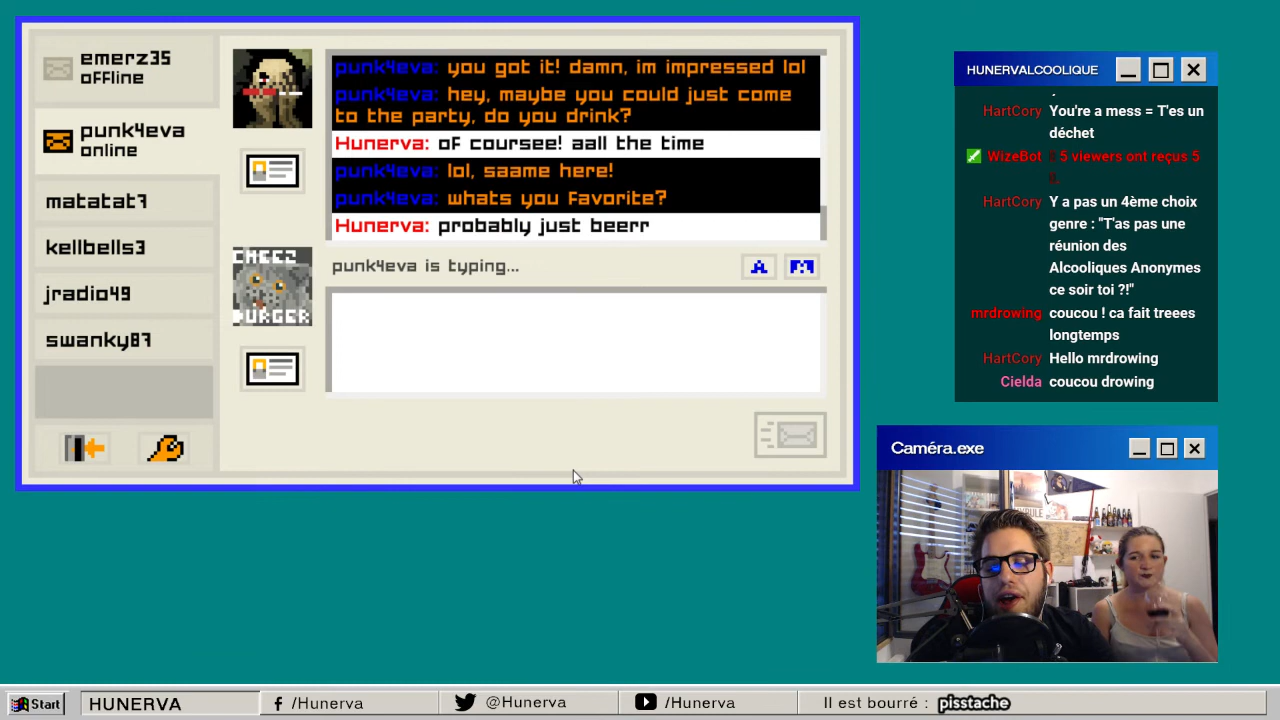 emerz35
offline
punk4eva
online
matatat7
kellbells3
jradio49
swanky87
CHEEZ
BURGER
punk4eva: you got it! damn, im impressed lol
punk4eva: hey, maybe you could just come
to the party, do you drink?
Hunerva: of coursee! aall the time
punk4eva: lol, saame here!
punk4eva: whats you favorite?
Hunerva: probably just beerr
punk4eva is typing...
HUNERVALCOOLIQUE
HartCory You're a mess = T'es un
déchet
WizeBot 5 viewers ont reçus 5
HartCory Y a pas un 4ème choix
genre : "T'as pas une
réunion des
Alcooliques Anonymes
ce soir toi ?!"
mrdrowing coucou ! ca fait treees
longtemps
HartCory Hello mrdrowing
Cielda coucou drowing
Caméra.exe
Start
HUNERVA
/Hunerva
@Hunerva
/Hunerva
Il est bourré : pisstache